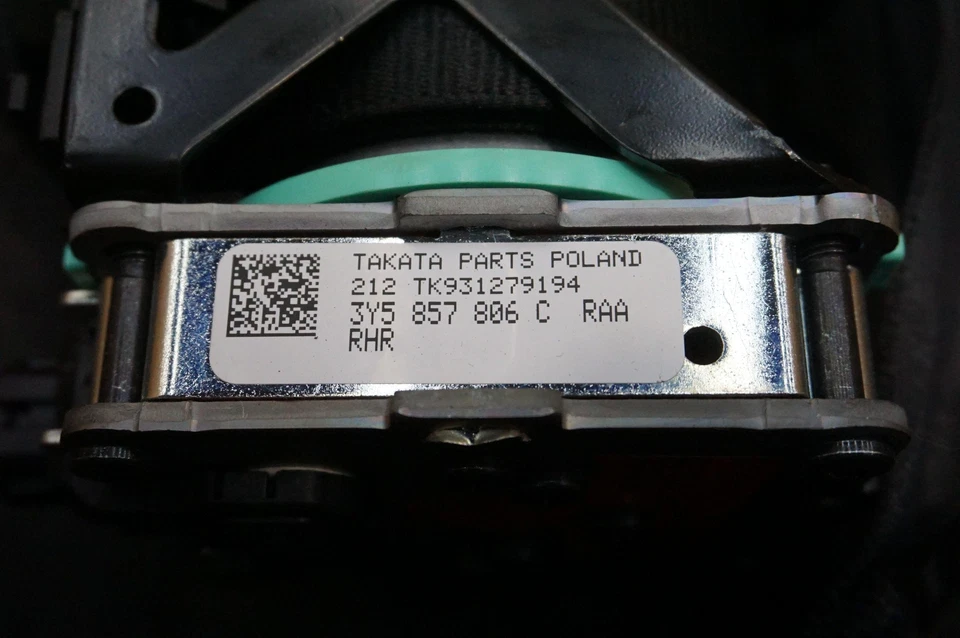 TAKATA PARTS POLAND
212 TK931279194
3Y5 857 806 C RAA
RHR